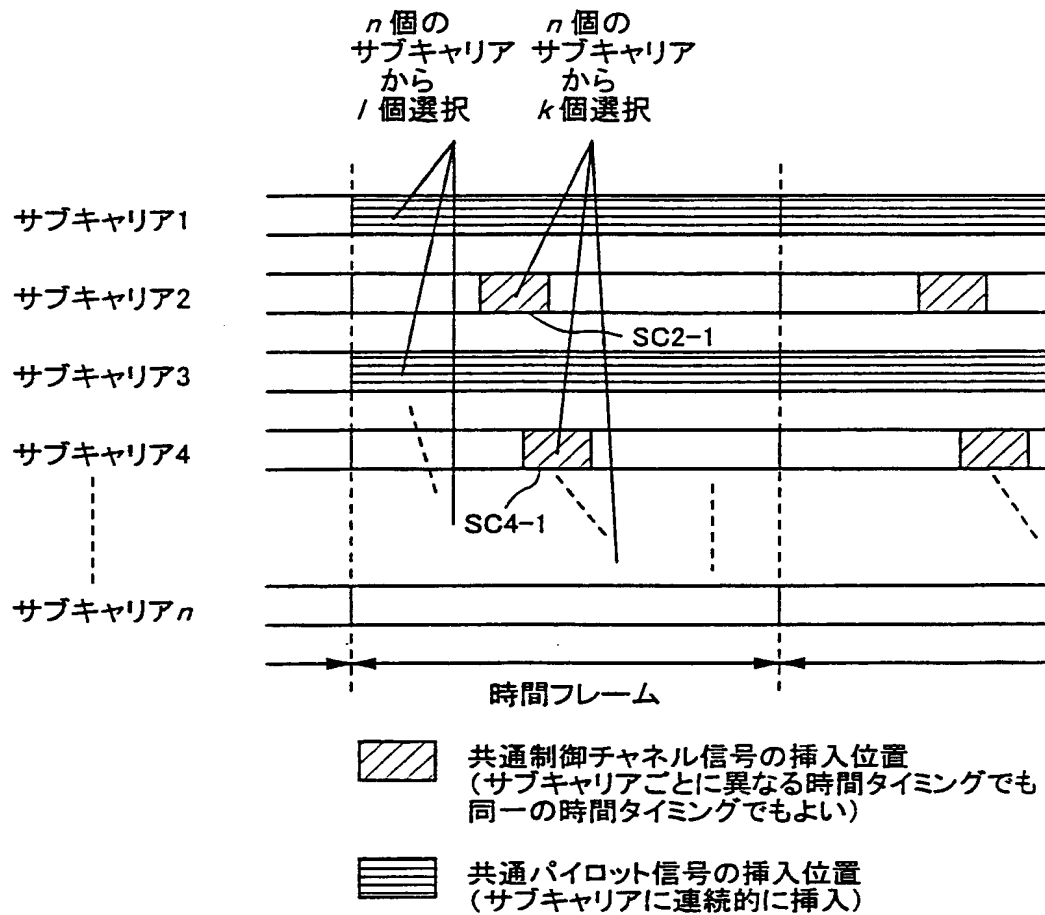 n個の
サブキャリア
から
l個選択
n個の
サブキャリア
から
k個選択
サブキャリア1
サブキャリア2
SC2-1
サブキャリア3
サブキャリア4
SC4-1
サブキャリアn
時間フレーム
共通制御チャネル信号の挿入位置
(サブキャリアごとに異なる時間タイミングでも
同一の時間タイミングでもよい)
共通パイロット信号の挿入位置
(サブキャリアに連続的に挿入)